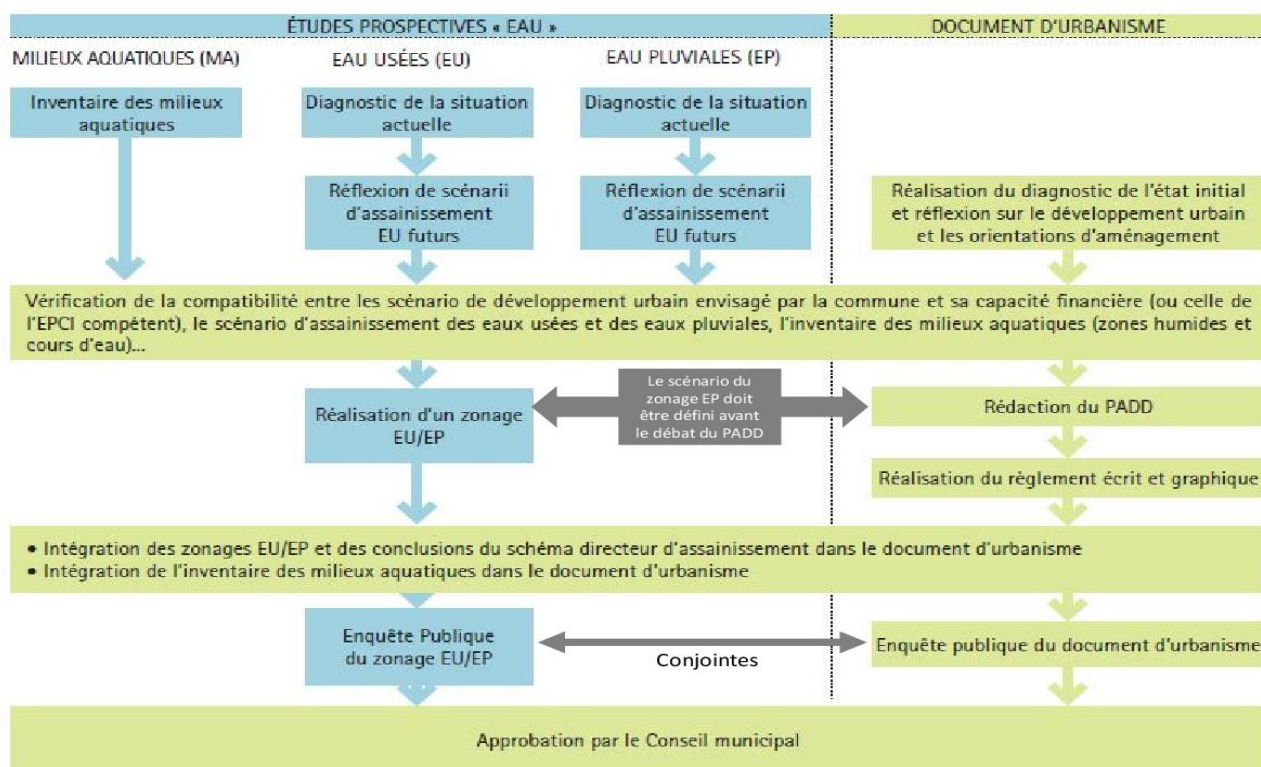 ÉTUDES PROSPECTIVES « EAU »
DOCUMENT D'URBANISME
MILIEUX AQUATIQUES (MA)
EAU USÉES (EU)
EAU PLUVIALES (EP)
Inventaire des milieux
aquatiques
Diagnostic de la situation
actuelle
Diagnostic de la situation
actuelle
Réflexion de scénarii
d'assainissement
EU futurs
Réflexion de scénarii
d'assainissement
EU futurs
Réalisation du diagnostic de l'état initial
et réflexion sur le développement urbain
et les orientations d'aménagement
Vérification de la compatibilité entre les scénario de développement urbain envisagé par la commune et sa capacité financière (ou celle de
l'EPCI compétent), le scénario d'assainissement des eaux usées et des eaux pluviales, l'inventaire des milieux aquatiques (zones humides et
cours d'eau)...
Réalisation d'un zonage
EU/EP
Le scénario du
zonage EP doit
être défini avant
le débat du PADD
Rédaction du PADD
Réalisation du règlement écrit et graphique
• Intégration des zonages EU/EP et des conclusions du schéma directeur d'assainissement dans le document d'urbanisme
• Intégration de l'inventaire des milieux aquatiques dans le document d'urbanisme
Enquête Publique
du zonage EU/EP
Conjointes
Enquête publique du document d'urbanisme
Approbation par le Conseil municipal